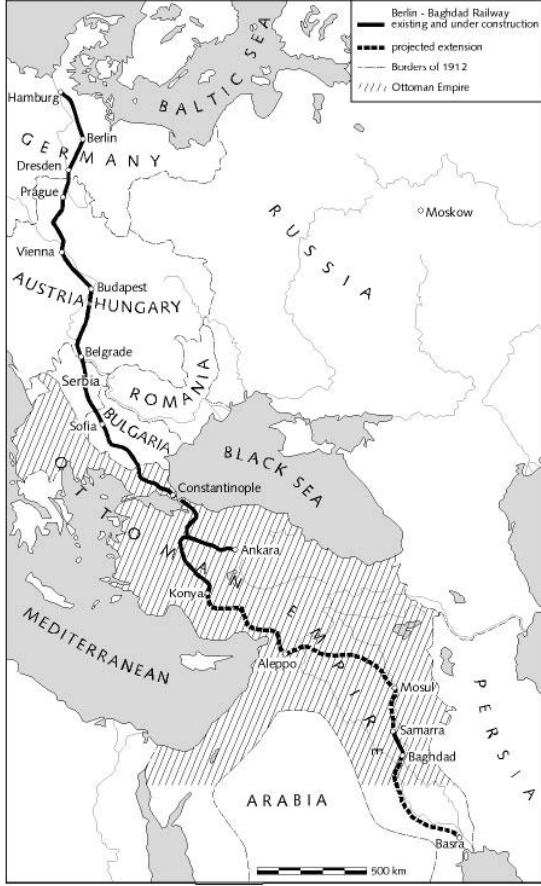 Berlin - Baghdad Railway
existing and under construction
projected extension
Borders of 1912
Ottoman Empire
BALTIC SEA
Hamburg
Berlin
GERMANY
Dresden
Prague
RUSSIA
Moskow
Vienna
Budapest
AUSTRIA HUNGARY
Belgrade
Serbia
ROMANIA
Sofia
BULGARIA
BLACK SEA
Constantinople
OTTOMAN EMPIRE
Ankara
Konya
MEDITERRANEAN
Aleppo
Mosul
PERSIA
Samarra
Baghdad
ARABIA
Basra
500 km